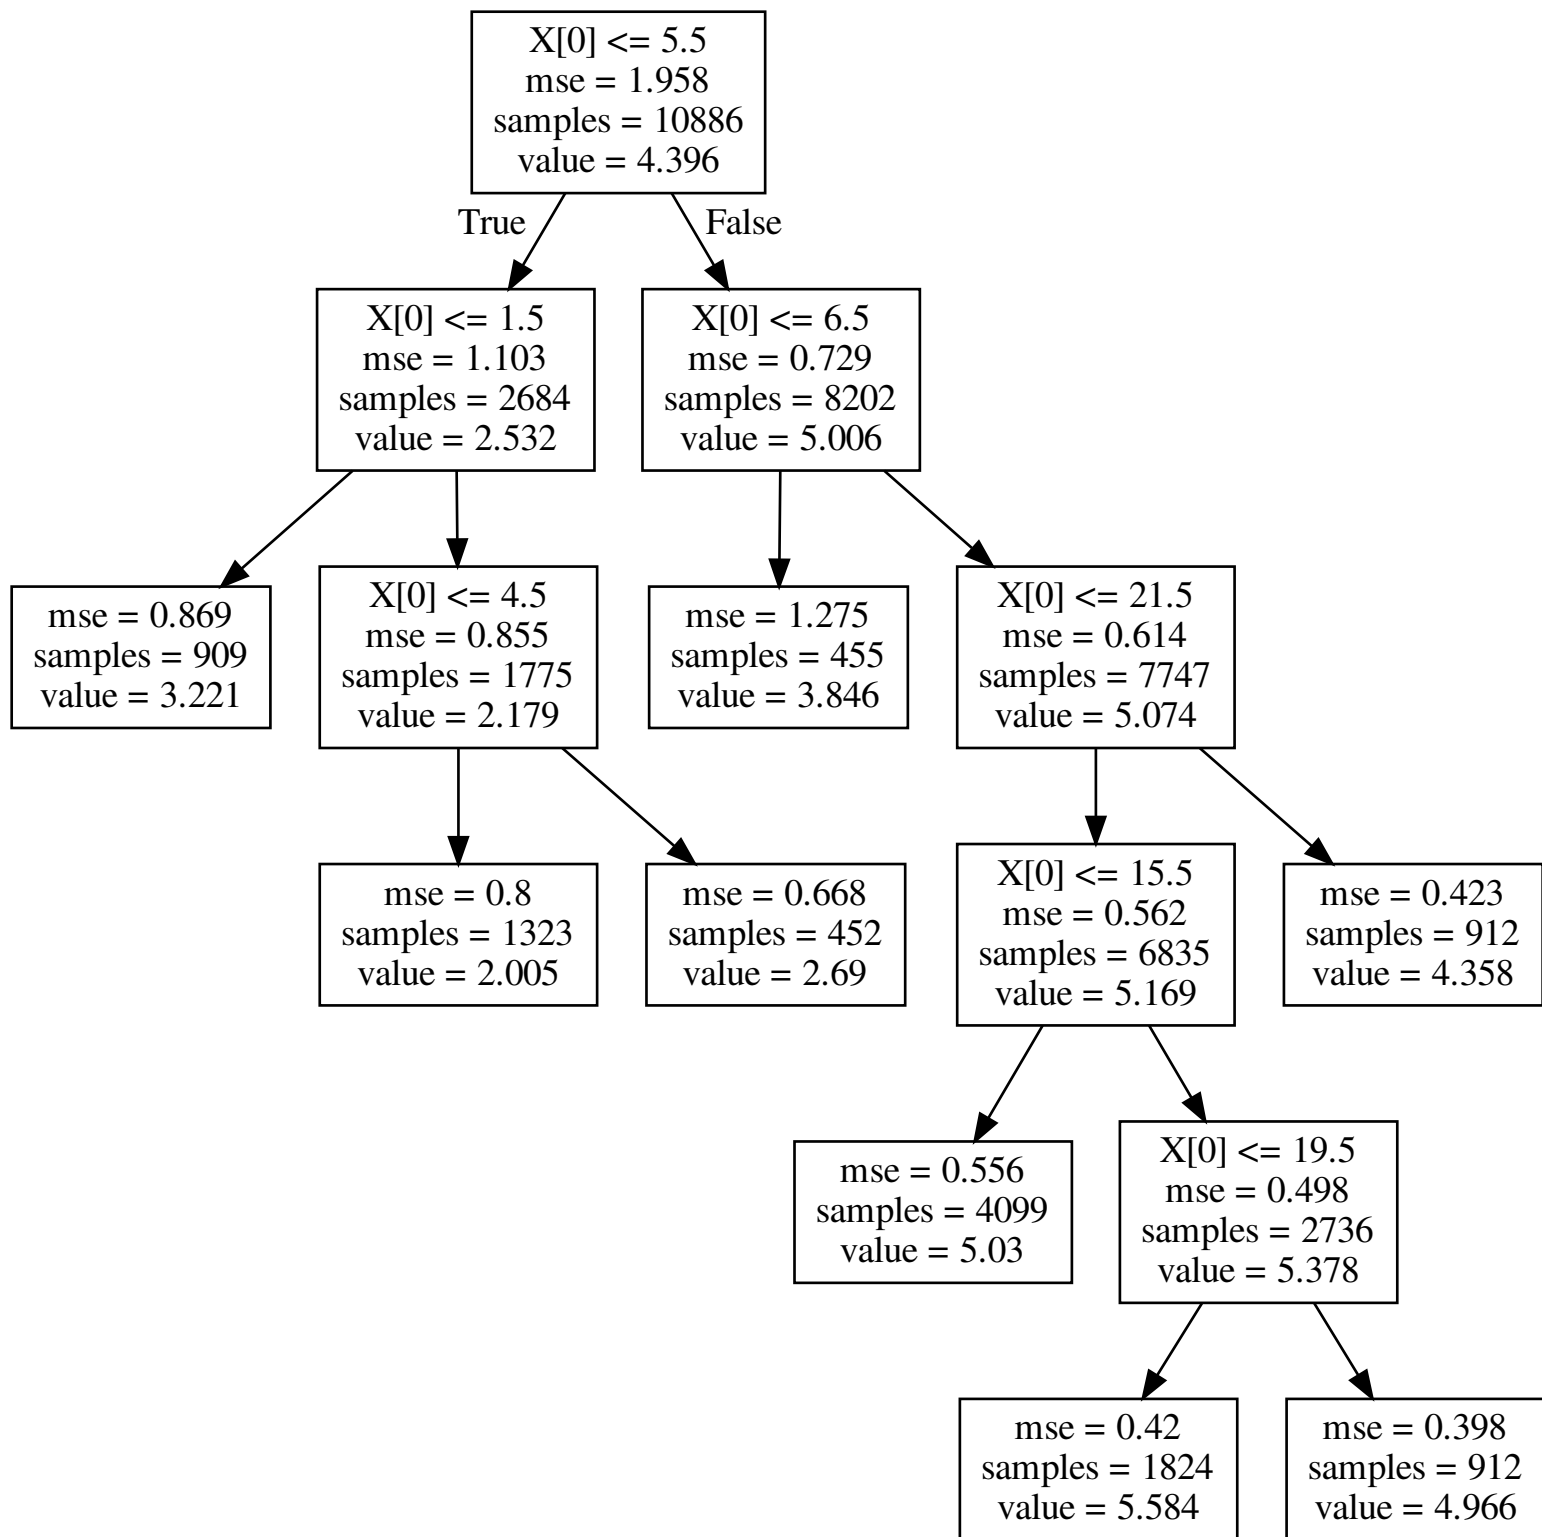 X[0] <= 5.5
mse = 1.958
samples = 10886
value = 4.396
True
False
X[0] <= 1.5
mse = 1.103
samples = 2684
value = 2.532
X[0] <= 6.5
mse = 0.729
samples = 8202
value = 5.006
mse = 0.869
samples = 909
value = 3.221
X[0] <= 4.5
mse = 0.855
samples = 1775
value = 2.179
mse = 1.275
samples = 455
value = 3.846
X[0] <= 21.5
mse = 0.614
samples = 7747
value = 5.074
mse = 0.8
samples = 1323
value = 2.005
mse = 0.668
samples = 452
value = 2.69
X[0] <= 15.5
mse = 0.562
samples = 6835
value = 5.169
mse = 0.423
samples = 912
value = 4.358
mse = 0.556
samples = 4099
value = 5.03
X[0] <= 19.5
mse = 0.498
samples = 2736
value = 5.378
mse = 0.42
samples = 1824
value = 5.584
mse = 0.398
samples = 912
value = 4.966